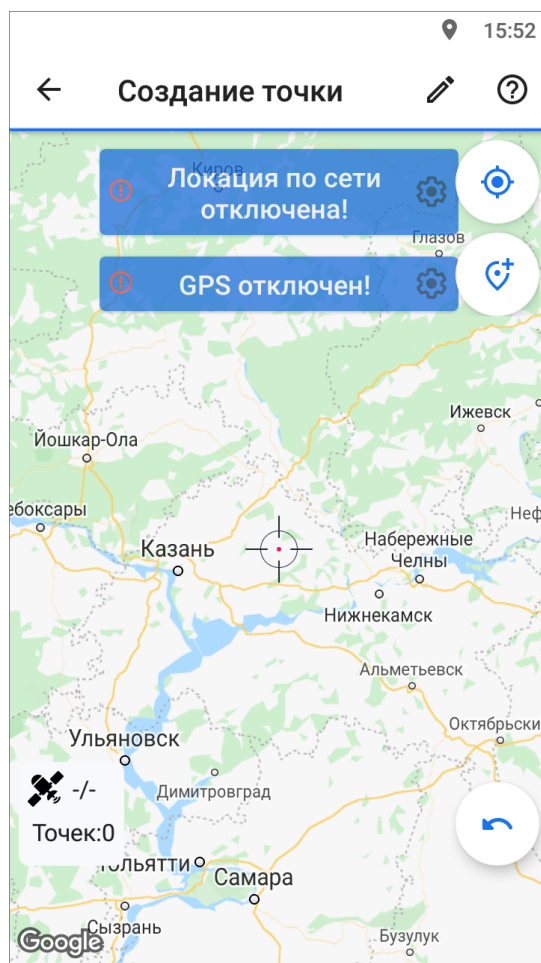 15:52
Создание точки
Киров
Локация по сети
отключена!
Глазов
GPS отключен!
Ижевск
Йошкар-Ола
ебоксары
Неф
Набережные
Челны
Казань
Нижнекамск
Альметьевск
Октябрьски
Ульяновск
-/-
Димитровград
Точек:0
Тольятти
Самара
Сызрань
Бузулук
Google